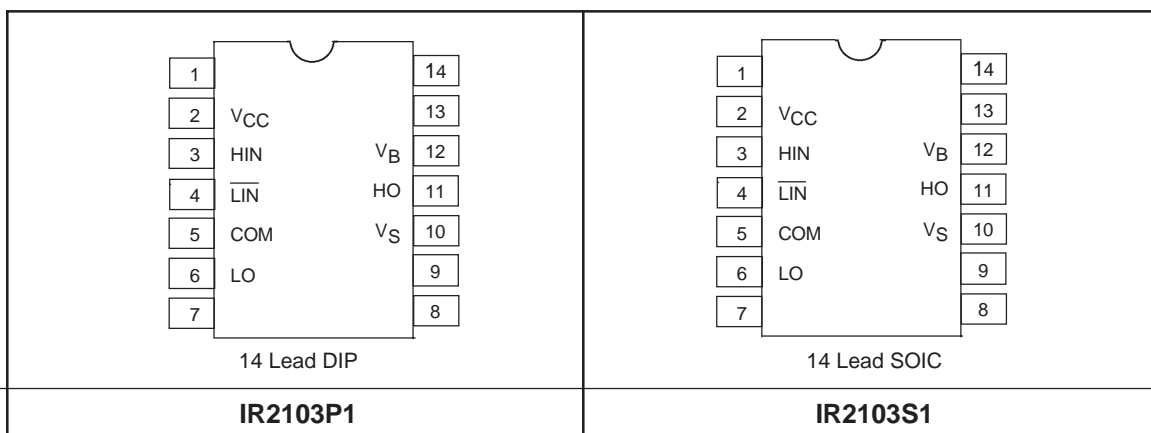 1 14
2 VCC 13
3 HIN VB 12
4 LIN HO 11
5 COM VS 10
6 LO 9
7 8
14 Lead DIP
IR2103P1
1 14
2 VCC 13
3 HIN VB 12
4 LIN HO 11
5 COM VS 10
6 LO 9
7 8
14 Lead SOIC
IR2103S1